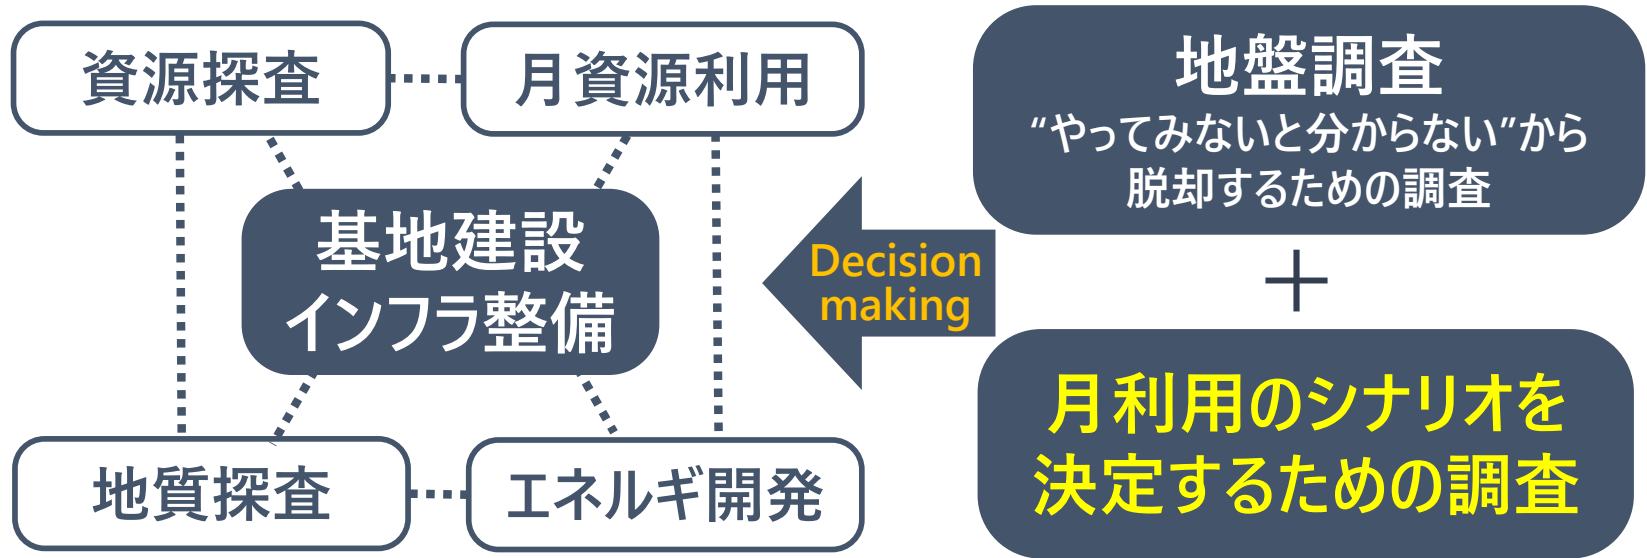 資源探査
月資源利用
基地建設
インフラ整備
地質探査
エネルギ開発
Decision
making
地盤調査
“やってみないと分からない”から
脱却するための調査
＋
月利用のシナリオを
決定するための調査